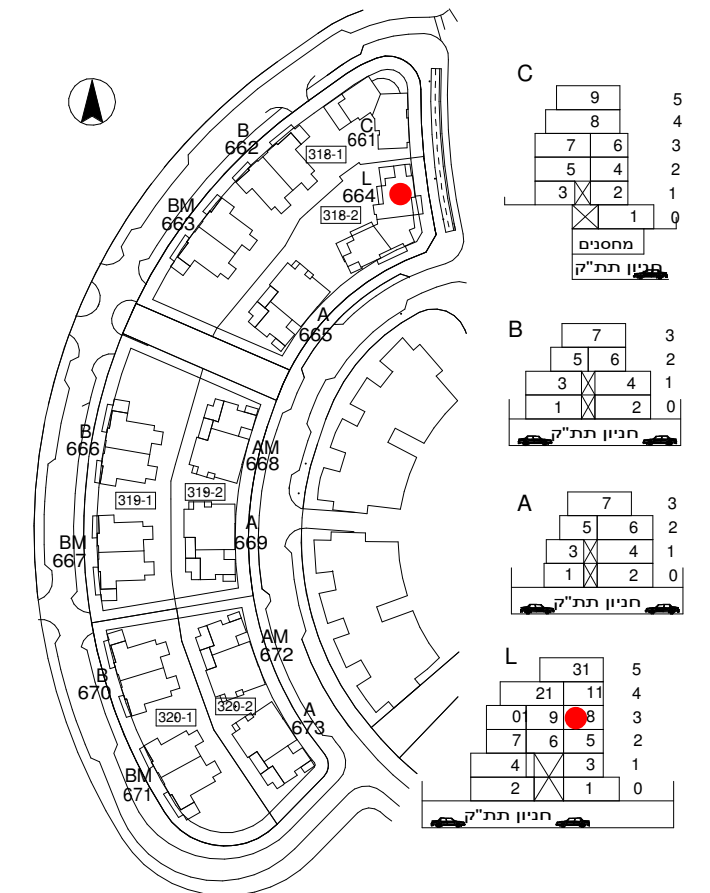 C
661
318-1
B
662
L
664
318-2
BM
663
A
665
B
666
AM
668
319-1
319-2
A
669
BM
667
AM
672
B
670
320-1
320-2
A
673
BM
671
C
9 5
8 4
7 6 3
5 4 2
3 2 1
1 0
מחסנים
חניון תת"ק
B
7 3
5 6 2
3 4 1
1 2 0
חניון תת"ק
A
7 3
5 6 2
3 4 1
1 2 0
חניון תת"ק
L
31 5
21 11 4
01 9 8 3
7 6 5 2
4 3 1
2 1 0
חניון תת"ק